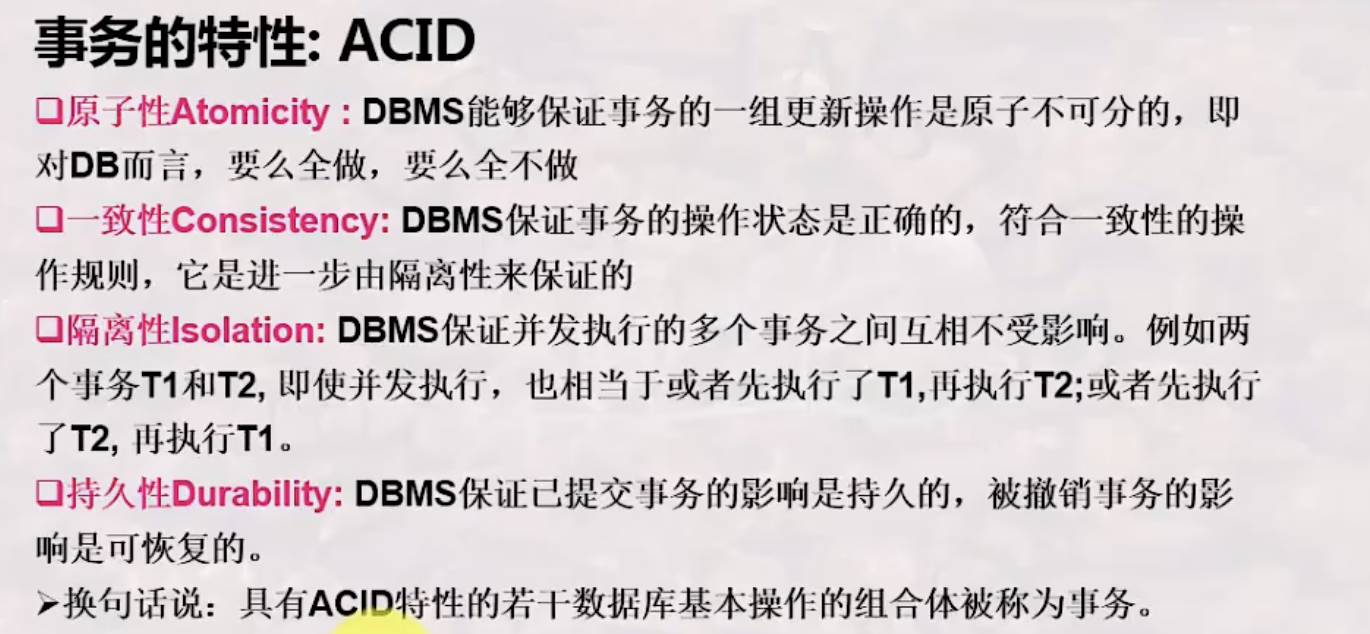 事务的特性: ACID
❑原子性Atomicity : DBMS能够保证事务的一组更新操作是原子不可分的，即
对DB而言，要么全做，要么全不做
❑一致性Consistency: DBMS保证事务的操作状态是正确的，符合一致性的操
作规则，它是进一步由隔离性来保证的
❑隔离性Isolation: DBMS保证并发执行的多个事务之间互相不受影响。例如两
个事务T1和T2, 即使并发执行，也相当于或者先执行了T1,再执行T2;或者先执行
了T2, 再执行T1。
❑持久性Durability: DBMS保证已提交事务的影响是持久的，被撤销事务的影
响是可恢复的。
➢换句话说：具有ACID特性的若干数据库基本操作的组合体被称为事务。